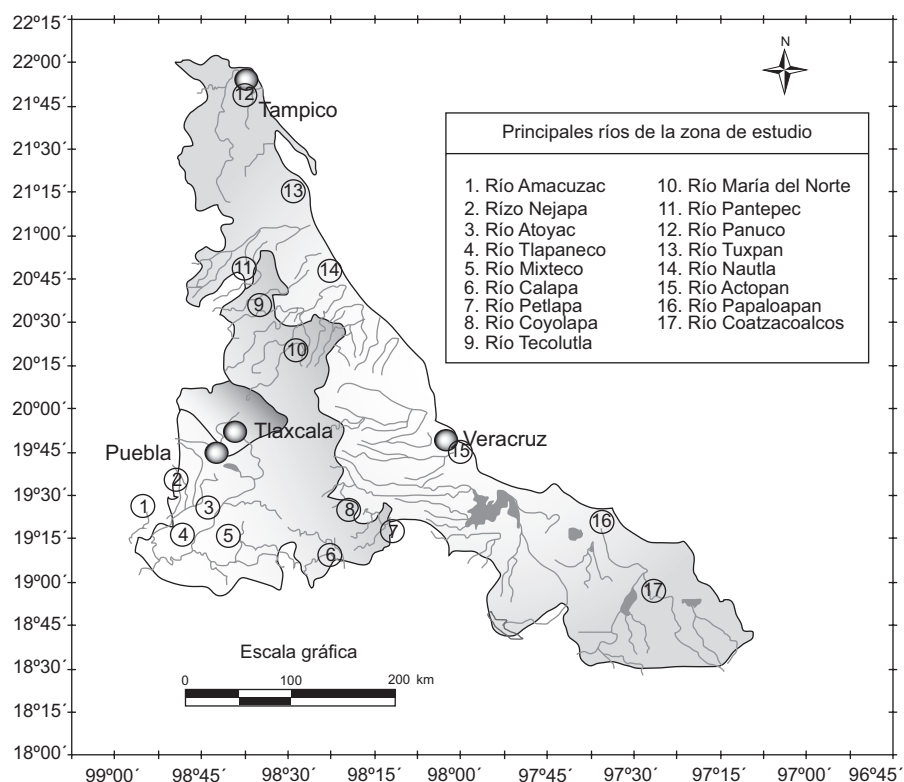 22º15´
22º00´
21º45´
21º30´
21º15´
21º00´
20º45´
20º30´
20º15´
20º00´
19º45´
19º30´
19º15´
19º00´
18º45´
18º30´
18º15´
18º00´
N
12
Tampico
13
14
11
9
10
Tlaxcala
Puebla
Veracruz
15
2
1
3
8
4
5
7
6
16
17
Principales ríos de la zona de estudio
1. Río Amacuzac
2. Rízo Nejapa
3. Río Atoyac
4. Río Tlapaneco
5. Río Mixteco
6. Río Calapa
7. Río Petlapa
8. Río Coyolapa
9. Río Tecolutla
10. Río María del Norte
11. Río Pantepec
12. Río Panuco
13. Río Tuxpan
14. Río Nautla
15. Río Actopan
16. Río Papaloapan
17. Río Coatzacoalcos
Escala gráfica
0 100 200 km
99º00´ 98º45´ 98º30´ 98º15´ 98º00´ 97º45´ 97º30´ 97º15´ 97º00´ 96º45´